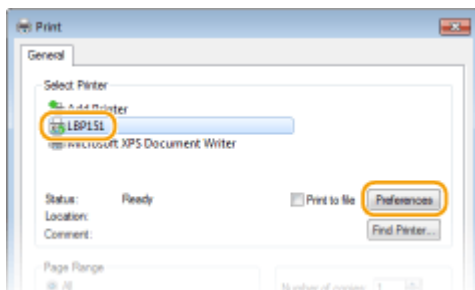 Print
General
Select Printer
Add Printer
LBP151
Microsoft XPS Document Writer
Status: Ready Print to file Preferences
Location:
Comment: Find Printer...
Page Range
All Number of copies: 1